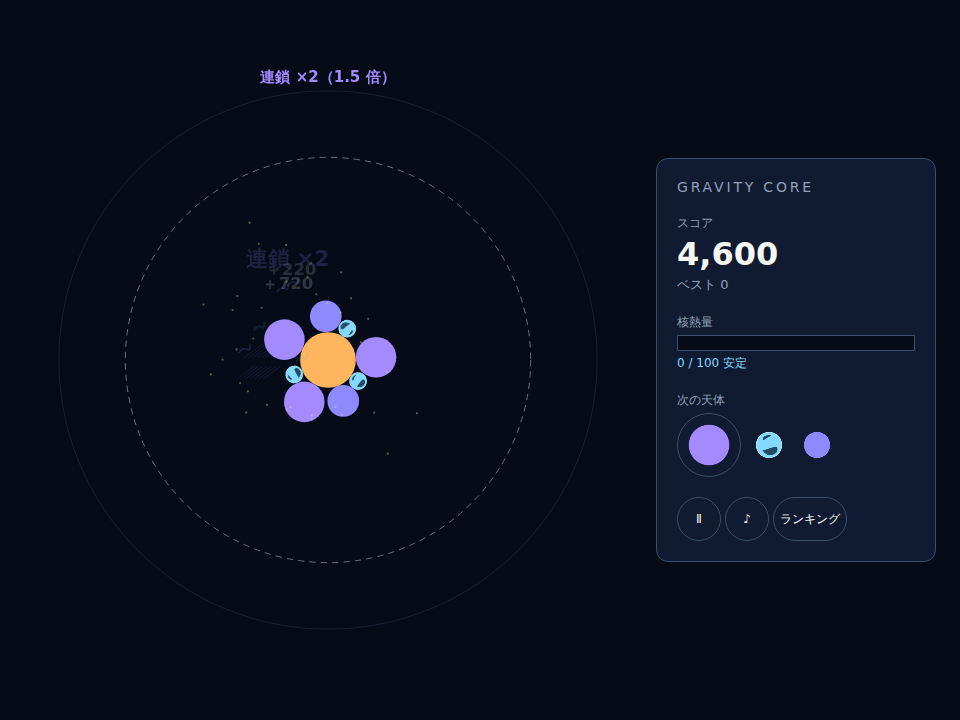 連鎖 ×2（1.5 倍）
連鎖 ×2
+220
+720
GRAVITY CORE
スコア
4,600
ベスト 0
核熱量
0 / 100 安定
次の天体
Ⅱ ♪ ランキング